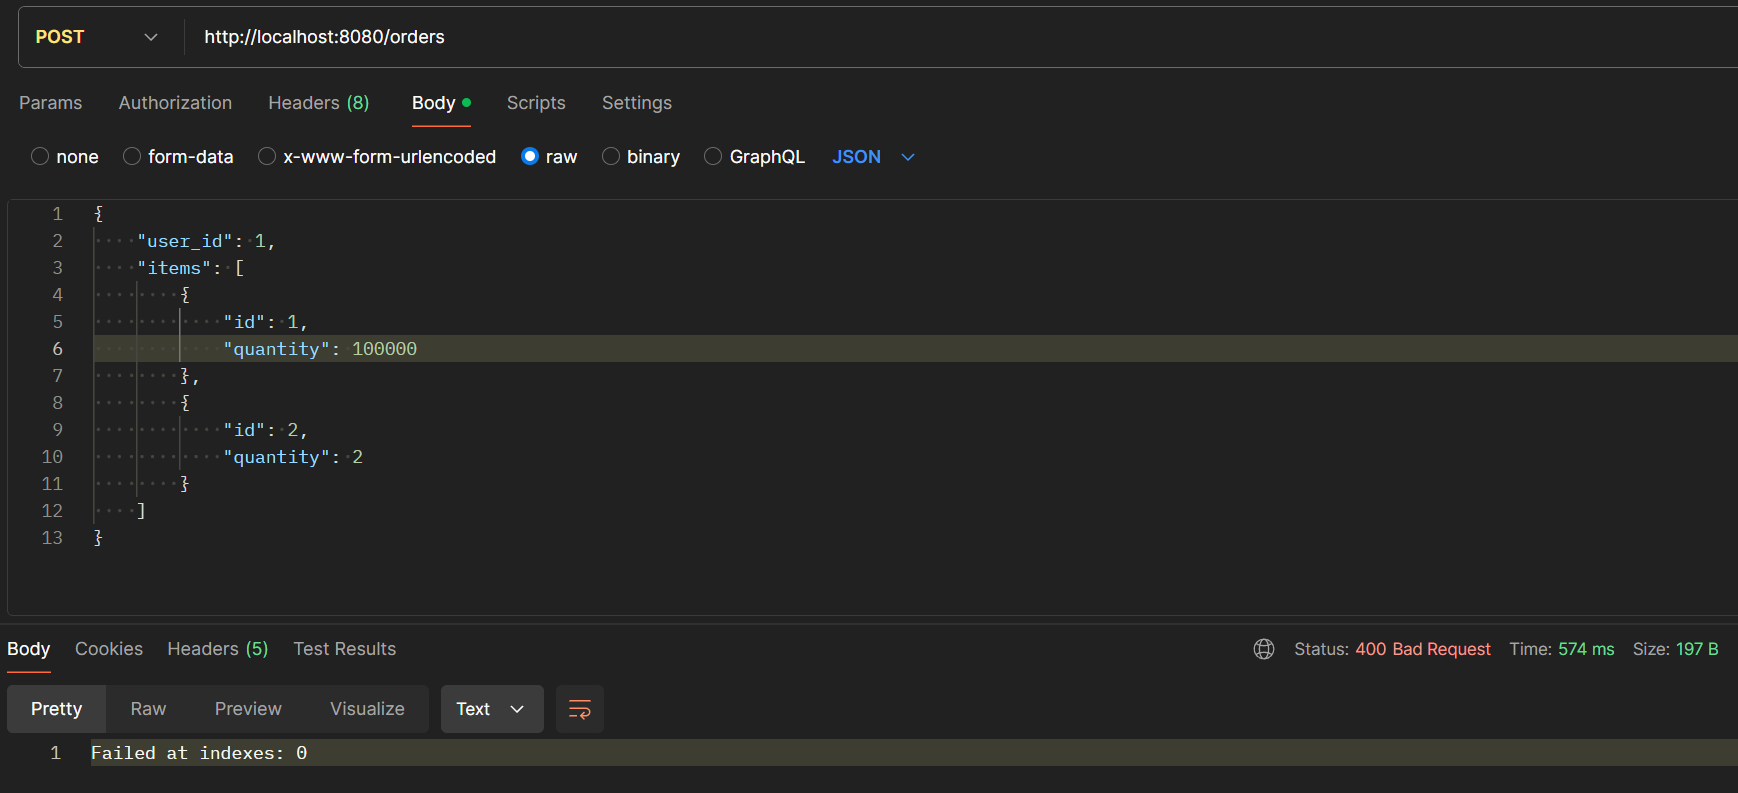 POST http://localhost:8080/orders
Params Authorization Headers (8) Body Scripts Settings
none form-data x-www-form-urlencoded raw binary GraphQL JSON
1 {
2 "user_id": 1,
3 "items": [
4 {
5 "id": 1,
6 "quantity": 100000
7 },
8 {
9 "id": 2,
10 "quantity": 2
11 }
12 ]
13 }
Body Cookies Headers (5) Test Results Status: 400 Bad Request Time: 574 ms Size: 197 B
Pretty Raw Preview Visualize Text
1 Failed at indexes: 0